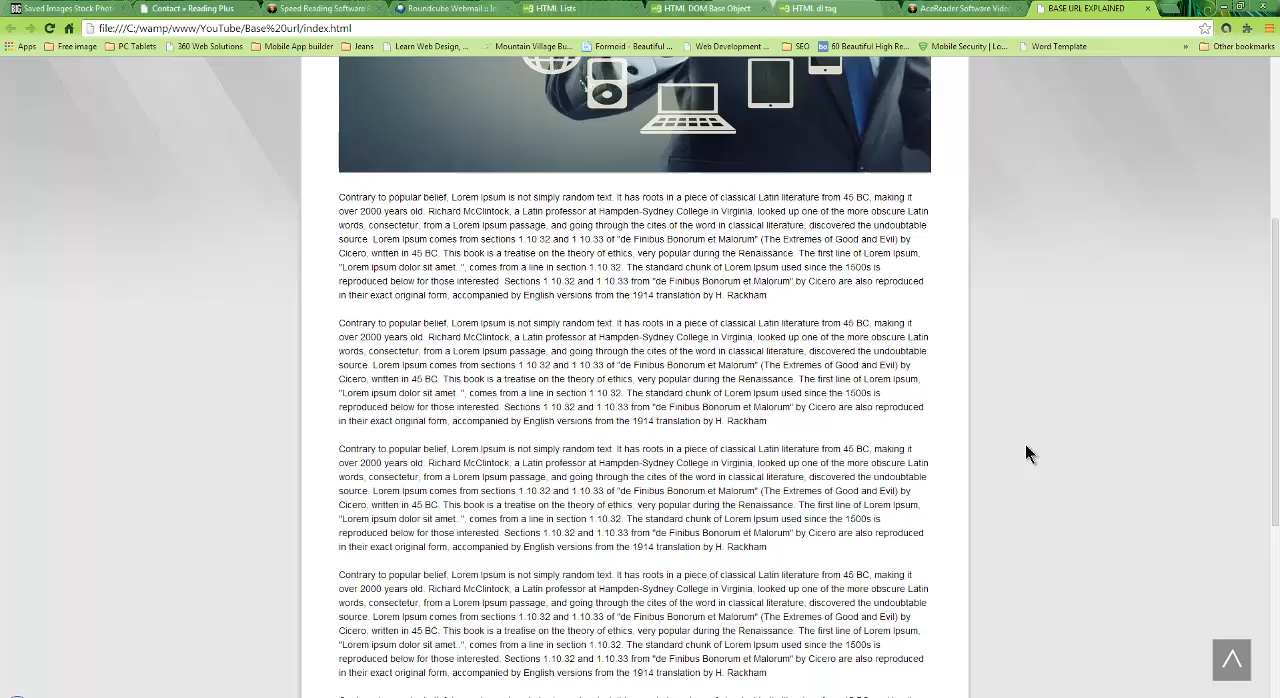 Saved Images Stock Phot
Contact « Reading Plus
Speed Reading Software
Roundcube Webmail :: In
HTML Lists
HTML DOM Base Object
HTML dl tag
AceReader Software Video
BASE URL EXPLAINED
file:///C:/wamp/www/YouTube/Base%20url/index.html
Apps
Free image
PC Tablets
360 Web Solutions
Mobile App builder
Jeans
Learn Web Design, ...
Mountain Village Bu...
Formoid - Beautiful ...
Web Development ...
SEO
60 Beautiful High Re...
Mobile Security | Lo...
Word Template
»
Other bookmarks
Contrary to popular belief, Lorem Ipsum is not simply random text. It has roots in a piece of classical Latin literature from 45 BC, making it
over 2000 years old. Richard McClintock, a Latin professor at Hampden-Sydney College in Virginia, looked up one of the more obscure Latin
words, consectetur, from a Lorem Ipsum passage, and going through the cites of the word in classical literature, discovered the undoubtable
source. Lorem Ipsum comes from sections 1.10.32 and 1.10.33 of "de Finibus Bonorum et Malorum" (The Extremes of Good and Evil) by
Cicero, written in 45 BC. This book is a treatise on the theory of ethics, very popular during the Renaissance. The first line of Lorem Ipsum,
"Lorem ipsum dolor sit amet..", comes from a line in section 1.10.32. The standard chunk of Lorem Ipsum used since the 1500s is
reproduced below for those interested. Sections 1.10.32 and 1.10.33 from "de Finibus Bonorum et Malorum" by Cicero are also reproduced
in their exact original form, accompanied by English versions from the 1914 translation by H. Rackham
Contrary to popular belief, Lorem Ipsum is not simply random text. It has roots in a piece of classical Latin literature from 45 BC, making it
over 2000 years old. Richard McClintock, a Latin professor at Hampden-Sydney College in Virginia, looked up one of the more obscure Latin
words, consectetur, from a Lorem Ipsum passage, and going through the cites of the word in classical literature, discovered the undoubtable
source. Lorem Ipsum comes from sections 1.10.32 and 1.10.33 of "de Finibus Bonorum et Malorum" (The Extremes of Good and Evil) by
Cicero, written in 45 BC. This book is a treatise on the theory of ethics, very popular during the Renaissance. The first line of Lorem Ipsum,
"Lorem ipsum dolor sit amet..", comes from a line in section 1.10.32. The standard chunk of Lorem Ipsum used since the 1500s is
reproduced below for those interested. Sections 1.10.32 and 1.10.33 from "de Finibus Bonorum et Malorum" by Cicero are also reproduced
in their exact original form, accompanied by English versions from the 1914 translation by H. Rackham
Contrary to popular belief, Lorem Ipsum is not simply random text. It has roots in a piece of classical Latin literature from 45 BC, making it
over 2000 years old. Richard McClintock, a Latin professor at Hampden-Sydney College in Virginia, looked up one of the more obscure Latin
words, consectetur, from a Lorem Ipsum passage, and going through the cites of the word in classical literature, discovered the undoubtable
source. Lorem Ipsum comes from sections 1.10.32 and 1.10.33 of "de Finibus Bonorum et Malorum" (The Extremes of Good and Evil) by
Cicero, written in 45 BC. This book is a treatise on the theory of ethics, very popular during the Renaissance. The first line of Lorem Ipsum,
"Lorem ipsum dolor sit amet..", comes from a line in section 1.10.32. The standard chunk of Lorem Ipsum used since the 1500s is
reproduced below for those interested. Sections 1.10.32 and 1.10.33 from "de Finibus Bonorum et Malorum" by Cicero are also reproduced
in their exact original form, accompanied by English versions from the 1914 translation by H. Rackham
Contrary to popular belief, Lorem Ipsum is not simply random text. It has roots in a piece of classical Latin literature from 45 BC, making it
over 2000 years old. Richard McClintock, a Latin professor at Hampden-Sydney College in Virginia, looked up one of the more obscure Latin
words, consectetur, from a Lorem Ipsum passage, and going through the cites of the word in classical literature, discovered the undoubtable
source. Lorem Ipsum comes from sections 1.10.32 and 1.10.33 of "de Finibus Bonorum et Malorum" (The Extremes of Good and Evil) by
Cicero, written in 45 BC. This book is a treatise on the theory of ethics, very popular during the Renaissance. The first line of Lorem Ipsum,
"Lorem ipsum dolor sit amet..", comes from a line in section 1.10.32. The standard chunk of Lorem Ipsum used since the 1500s is
reproduced below for those interested. Sections 1.10.32 and 1.10.33 from "de Finibus Bonorum et Malorum" by Cicero are also reproduced
in their exact original form, accompanied by English versions from the 1914 translation by H. Rackham